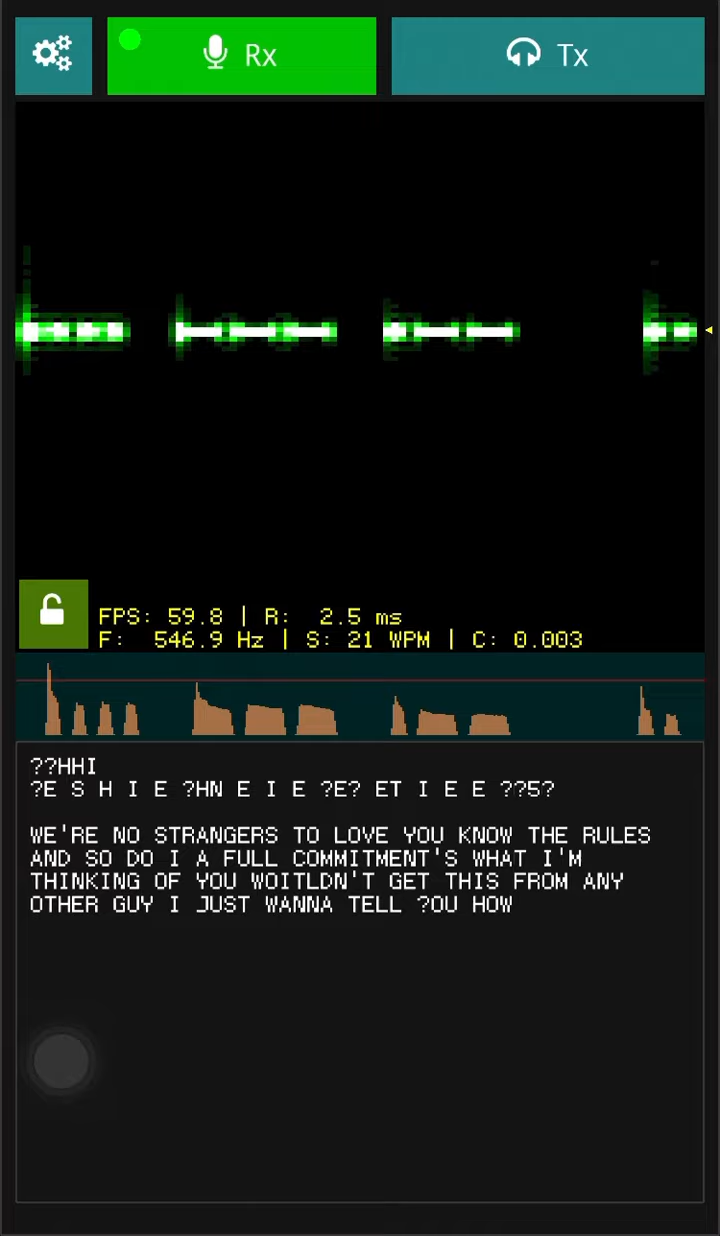 Rx
Tx
FPS: 59.8 | R: 2.5 ms
F: 546.9 Hz | S: 21 WPM | C: 0.003
??HHI
?E S H I E ?HN E I E ?E? ET I E E ??5?
WE'RE NO STRANGERS TO LOVE YOU KNOW THE RULES
AND SO DO I A FULL COMMITMENT'S WHAT I'M
THINKING OF YOU WOITLDN'T GET THIS FROM ANY
OTHER GUY I JUST WANNA TELL ?OU HOW